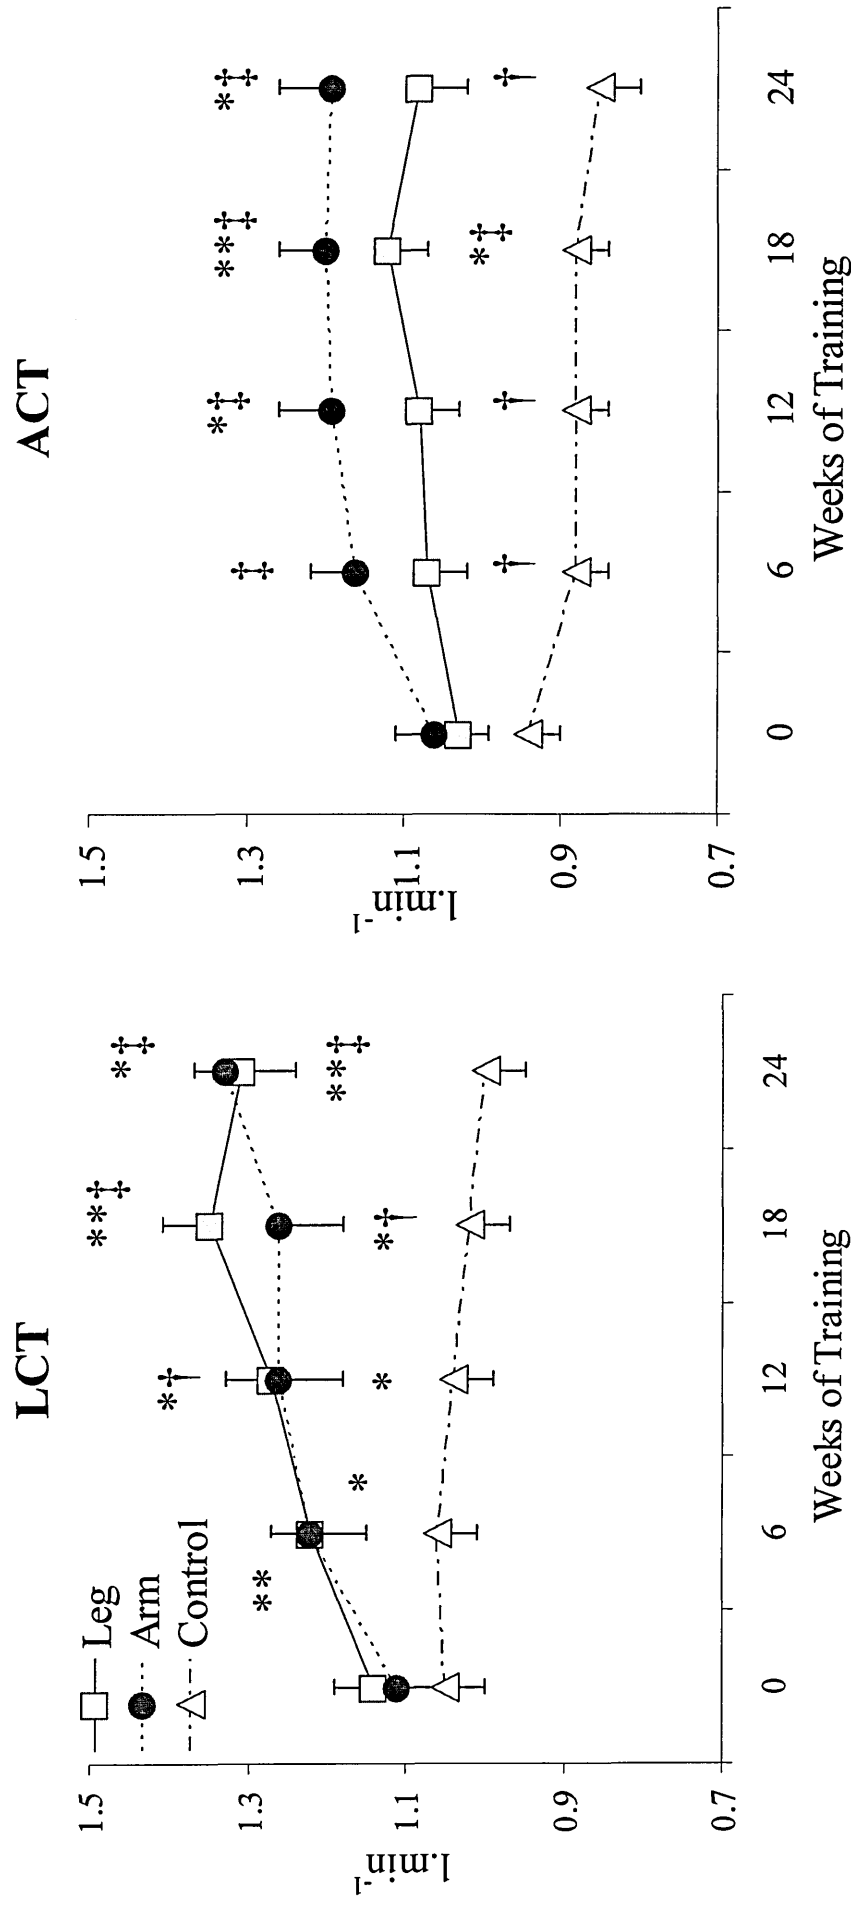 LCT
Leg
Arm
Control
l.min-1
1.5
1.3
1.1
0.9
0.7
**
*
*†
*
**‡
*†
*‡
**‡
0 6 12 18 24
Weeks of Training
ACT
l.min-1
1.5
1.3
1.1
0.9
0.7
‡
†
*‡
†
**‡
*‡
*‡
†
0 6 12 18 24
Weeks of Training